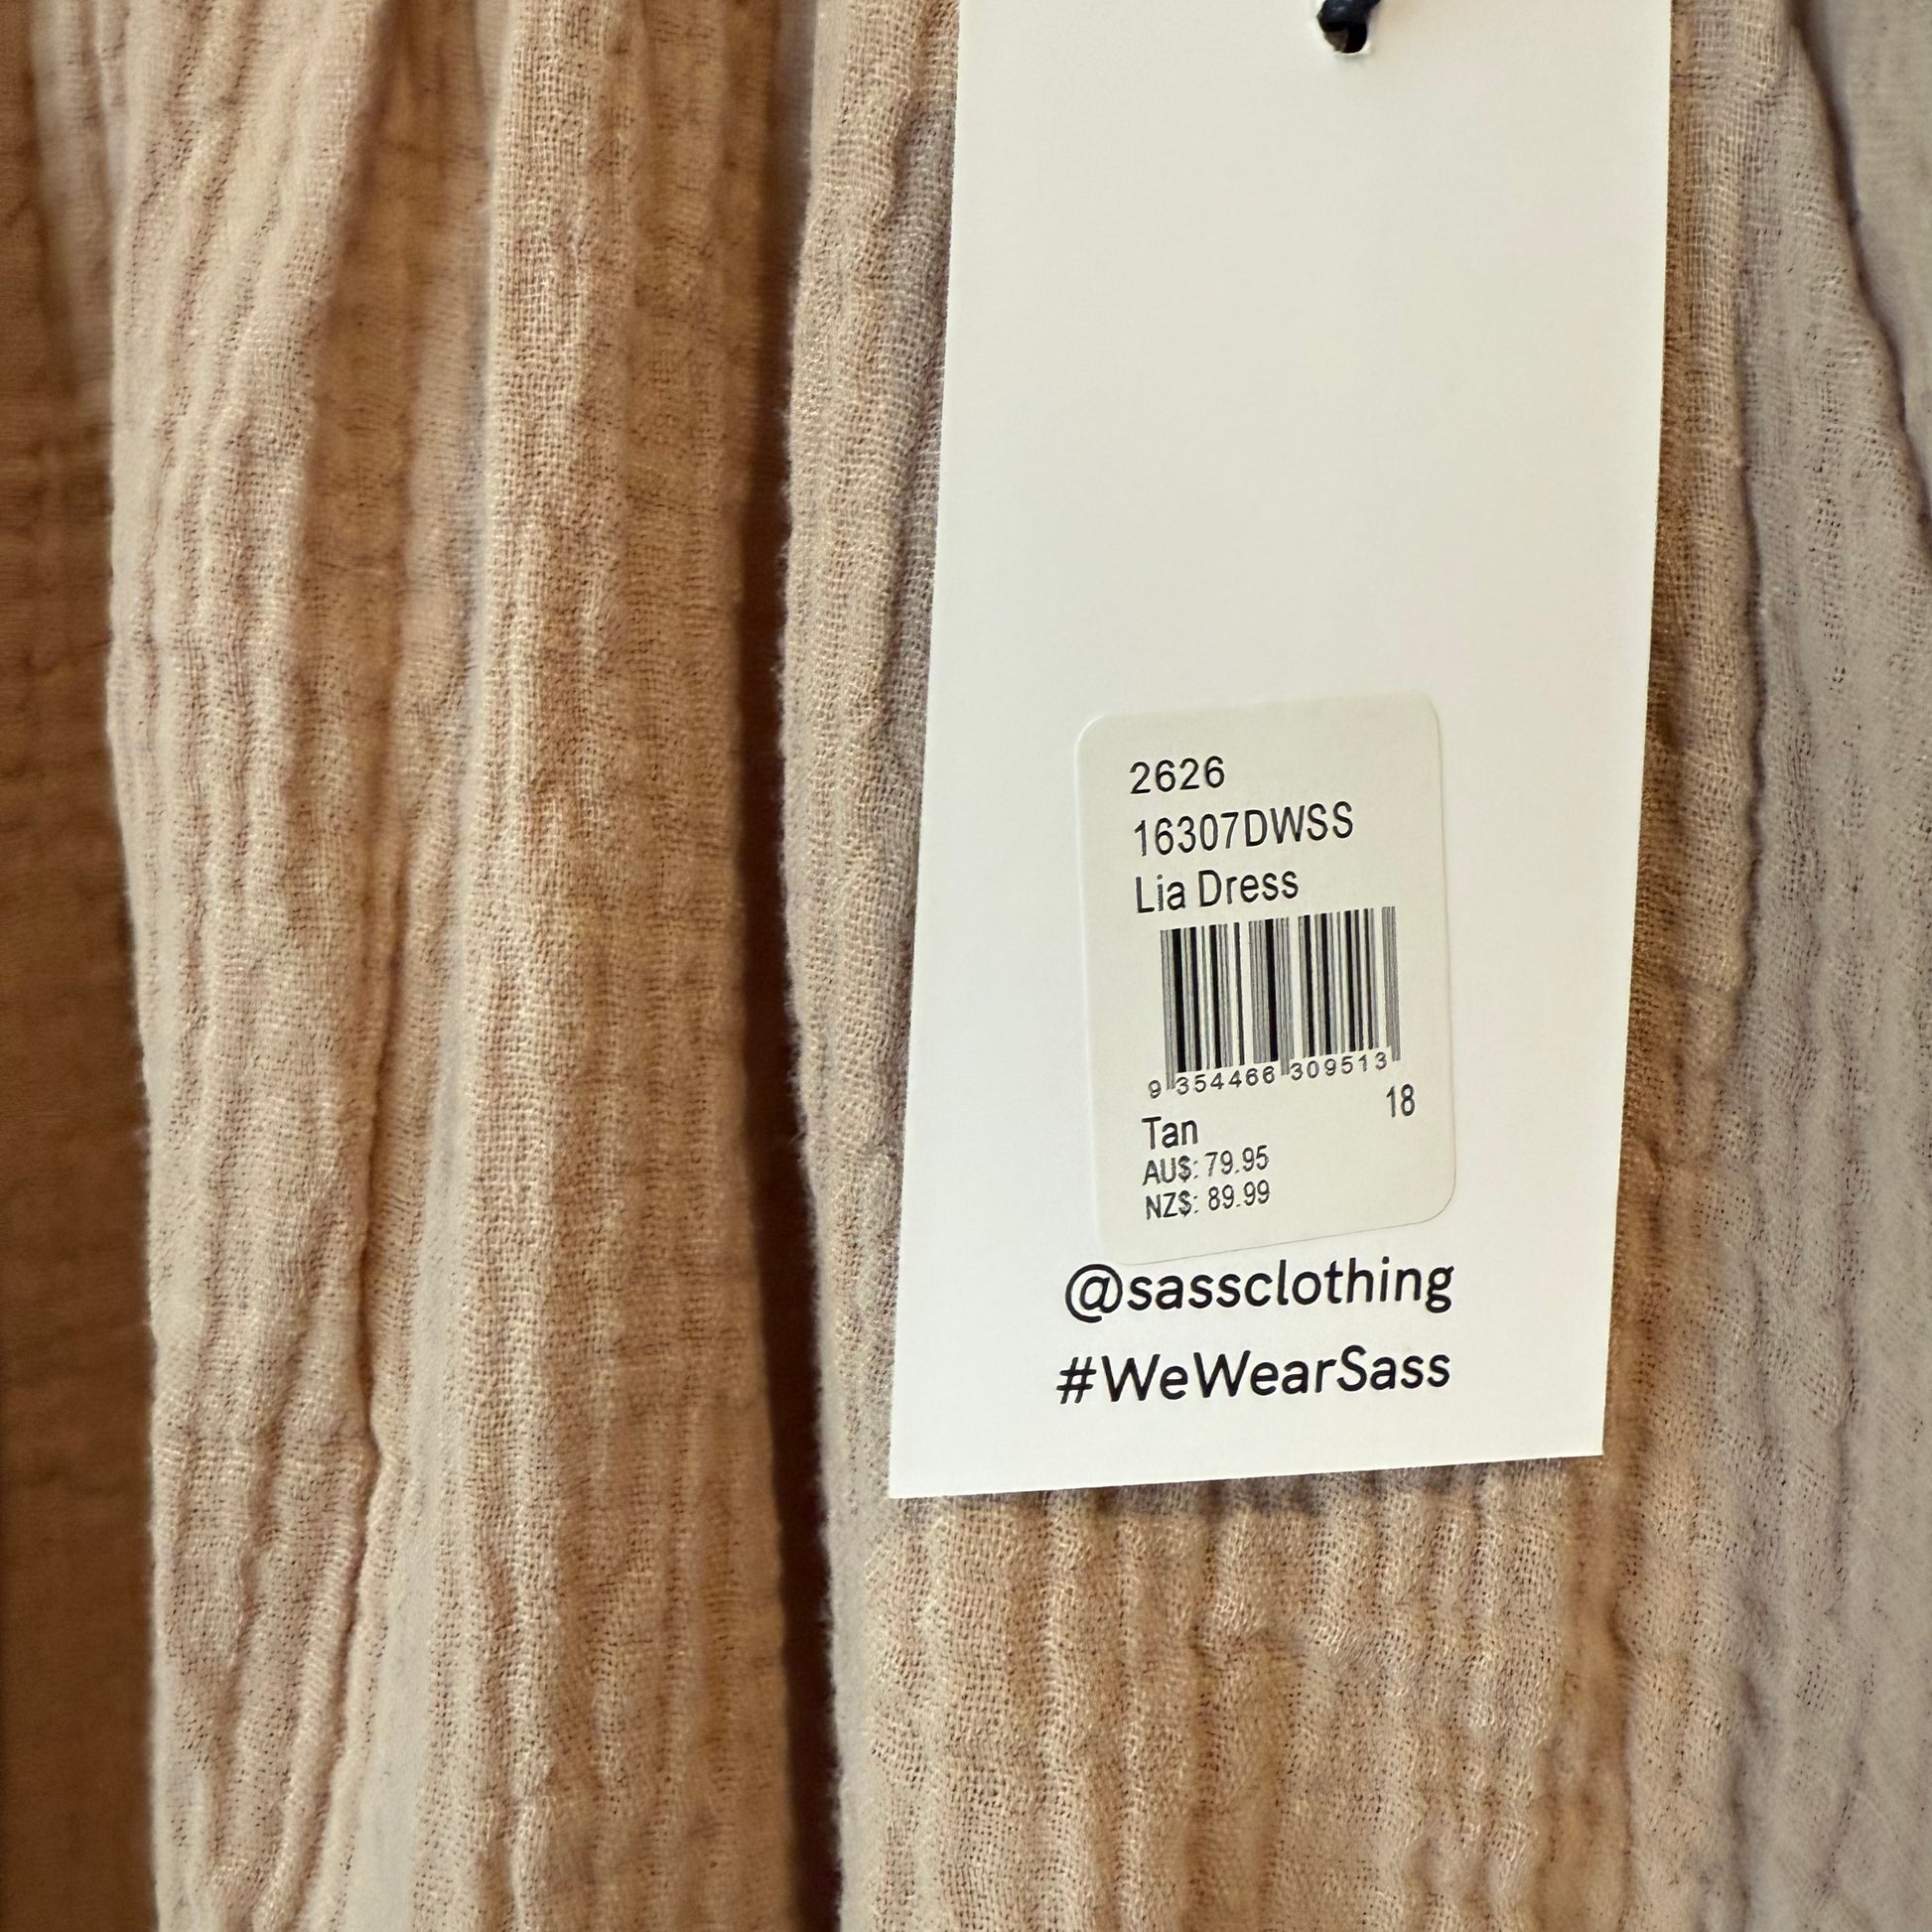 2626
16307DWSS
Lia Dress
9 354466 309513
18
Tan
AU$: 79.95
NZ$: 89.99
@sassclothing
#WeWearSass